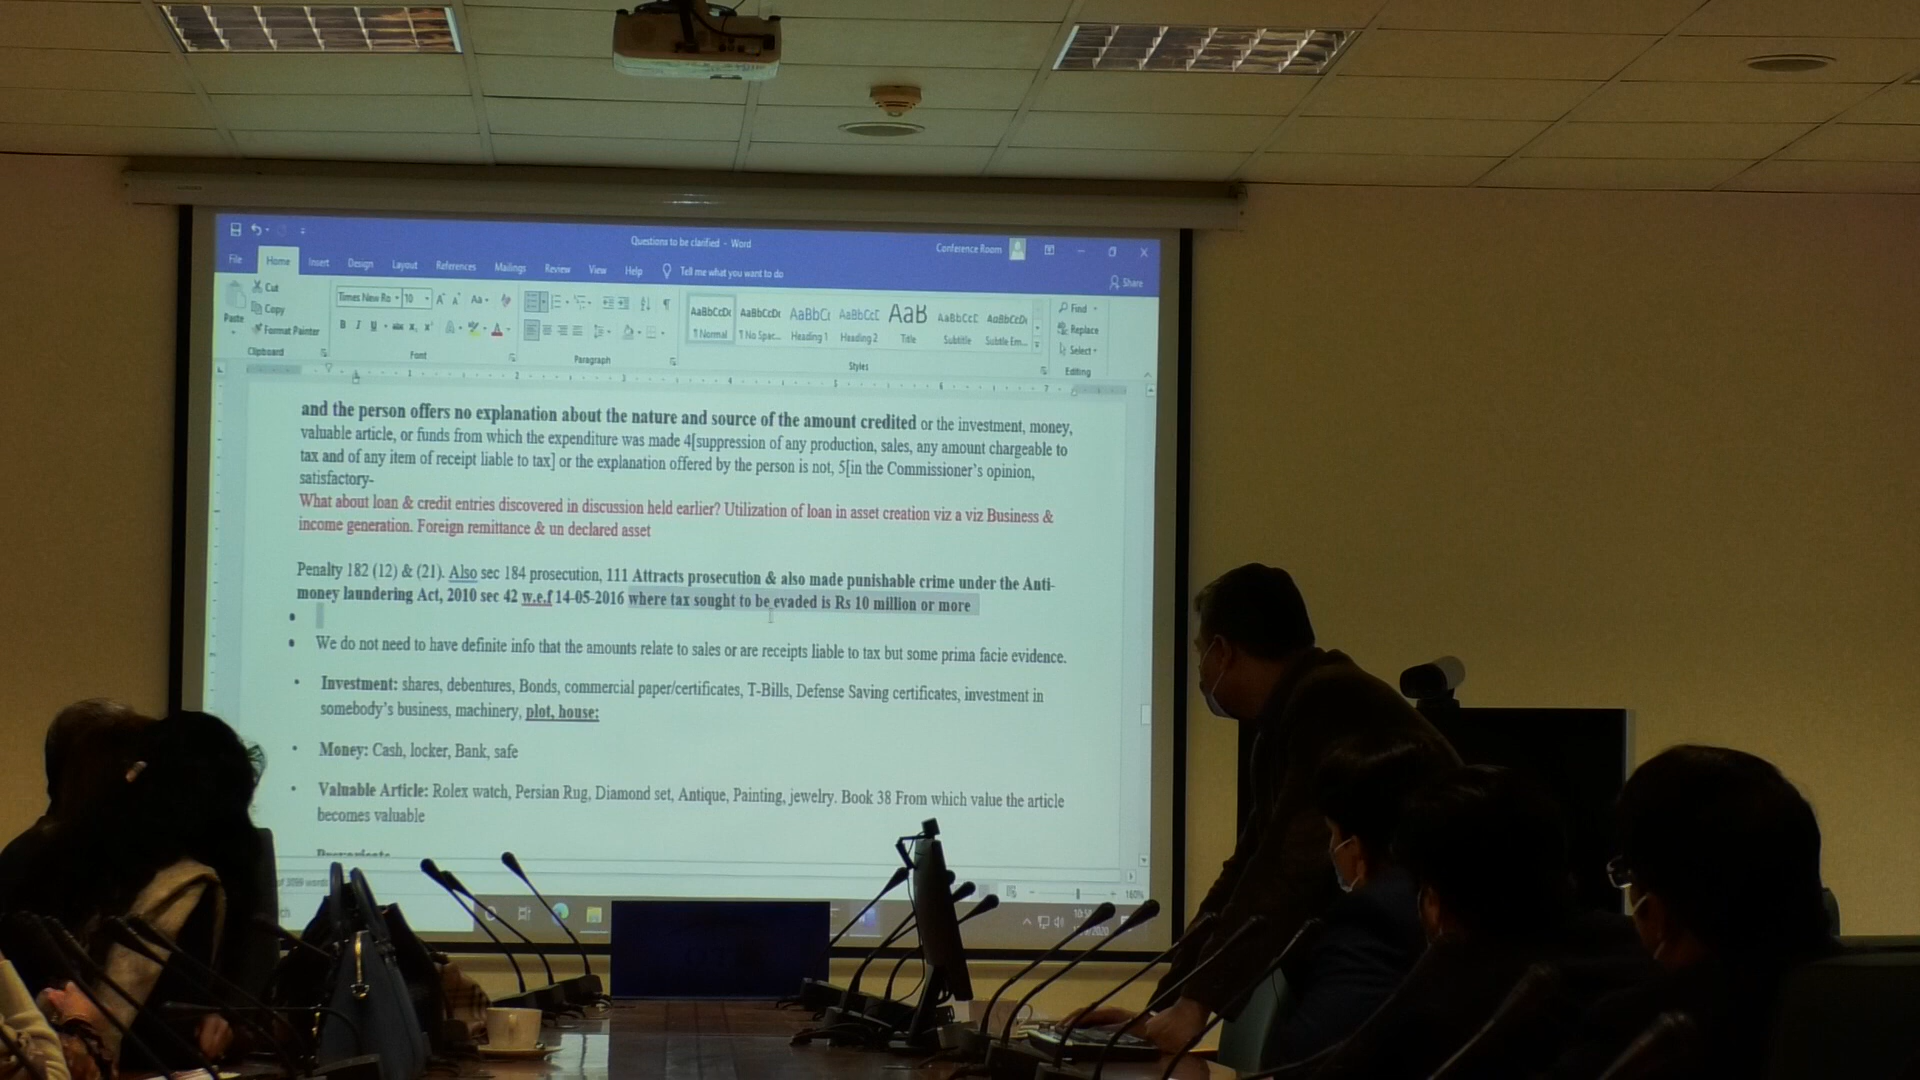 Questions to be clarified - Word
Conference Room
File Home Insert Design Layout References Mailings Review View Help Tell me what you want to do
Share
Cut
Copy
Format Painter
Paste
Clipboard
Times New Ro 10
Font
Paragraph
AaBbCcDc AaBbCcDc AaBbC AaBbCcC AaB AaBbCcC AaBbCcDc
Normal No Spac... Heading 1 Heading 2 Title Subtitle Subtle Em...
Styles
Find
Replace
Select
Editing
and the person offers no explanation about the nature and source of the amount credited or the investment, money,
valuable article, or funds from which the expenditure was made 4[suppression of any production, sales, any amount chargeable to
tax and of any item of receipt liable to tax] or the explanation offered by the person is not, 5[in the Commissioner's opinion,
satisfactory-
What about loan & credit entries discovered in discussion held earlier? Utilization of loan in asset creation viz a viz Business &
income generation. Foreign remittance & un declared asset
Penalty 182 (12) & (21). Also sec 184 prosecution, 111 Attracts prosecution & also made punishable crime under the Anti-
money laundering Act, 2010 sec 42 w.e.f 14-05-2016 where tax sought to be evaded is Rs 10 million or more
• We do not need to have definite info that the amounts relate to sales or are receipts liable to tax but some prima facie evidence.
• Investment: shares, debentures, Bonds, commercial paper/certificates, T-Bills, Defense Saving certificates, investment in
somebody's business, machinery, plot, house;
• Money: Cash, locker, Bank, safe
• Valuable Article: Rolex watch, Persian Rug, Diamond set, Antique, Painting, jewelry. Book 38 From which value the article
becomes valuable
of 3099 words
160%